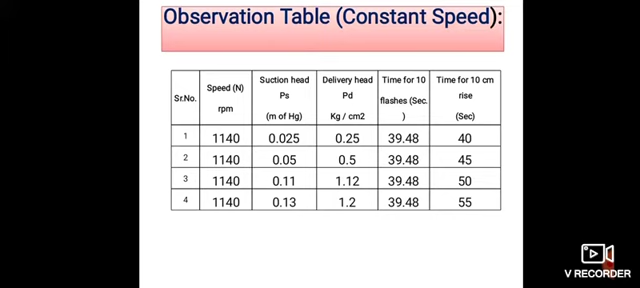 Observation Table (Constant Speed):
Sr.No. Speed (N) rpm Suction head Ps (m of Hg) Delivery head Pd Kg / cm2 Time for 10 flashes (Sec. ) Time for 10 cm rise (Sec)
1 1140 0.025 0.25 39.48 40
2 1140 0.05 0.5 39.48 45
3 1140 0.11 1.12 39.48 50
4 1140 0.13 1.2 39.48 55
V RECORDER